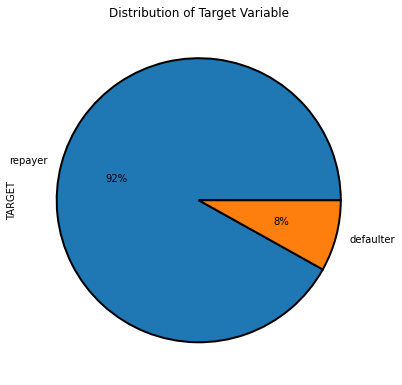 Distribution of Target Variable
repayer
92%
TARGET
8%
defaulter